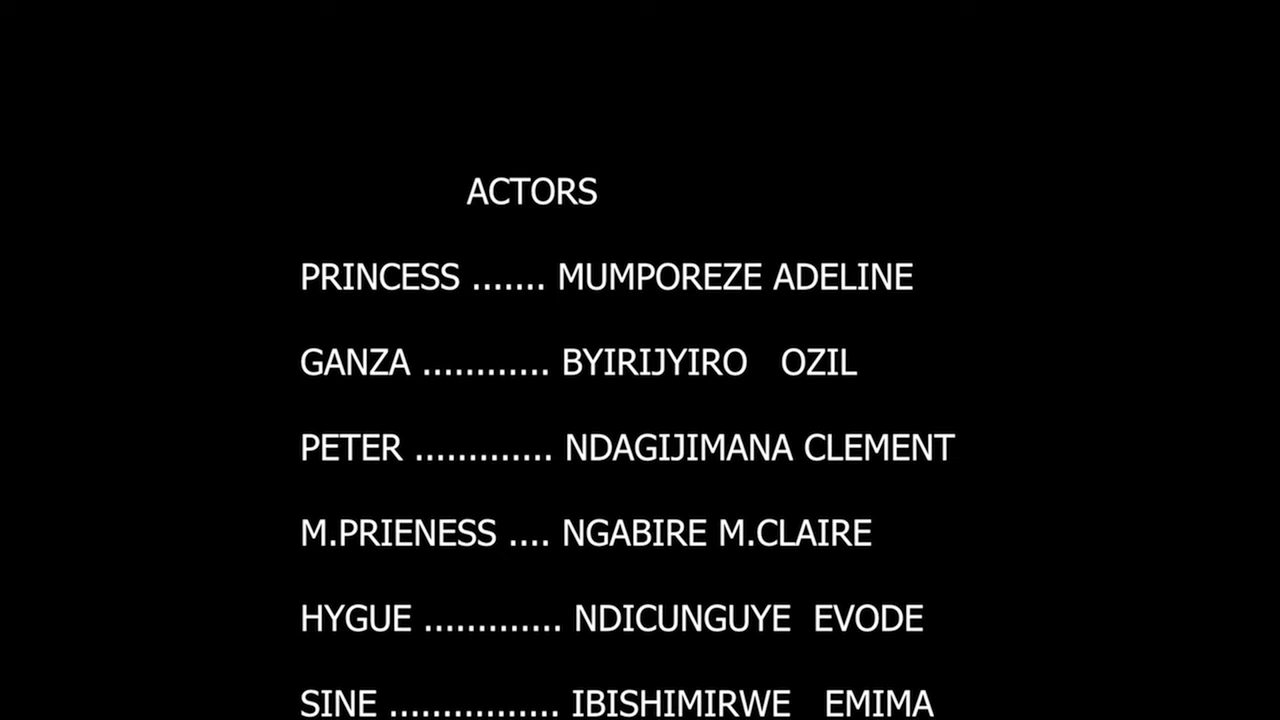 ACTORS
PRINCESS ....... MUMPOREZE ADELINE
GANZA ............ BYIRIJYIRO OZIL
PETER ............. NDAGIJIMANA CLEMENT
M.PRIENESS .... NGABIRE M.CLAIRE
HYGUE ............. NDICUNGUYE EVODE
SINE ................ IBISHIMIRWE EMIMA